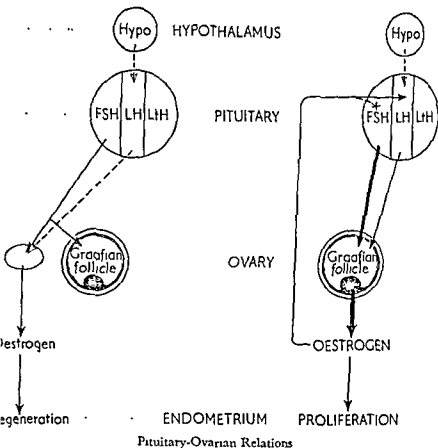 Hypo HYPOTHALAMUS Hypo
FSH LH LtH PITUITARY FSH LH LtH
Graafian follicle OVARY Graafian follicle
Oestrogen OESTROGEN
egeneration ENDOMETRIUM PROLIFERATION
Pituitary-Ovarian Relations